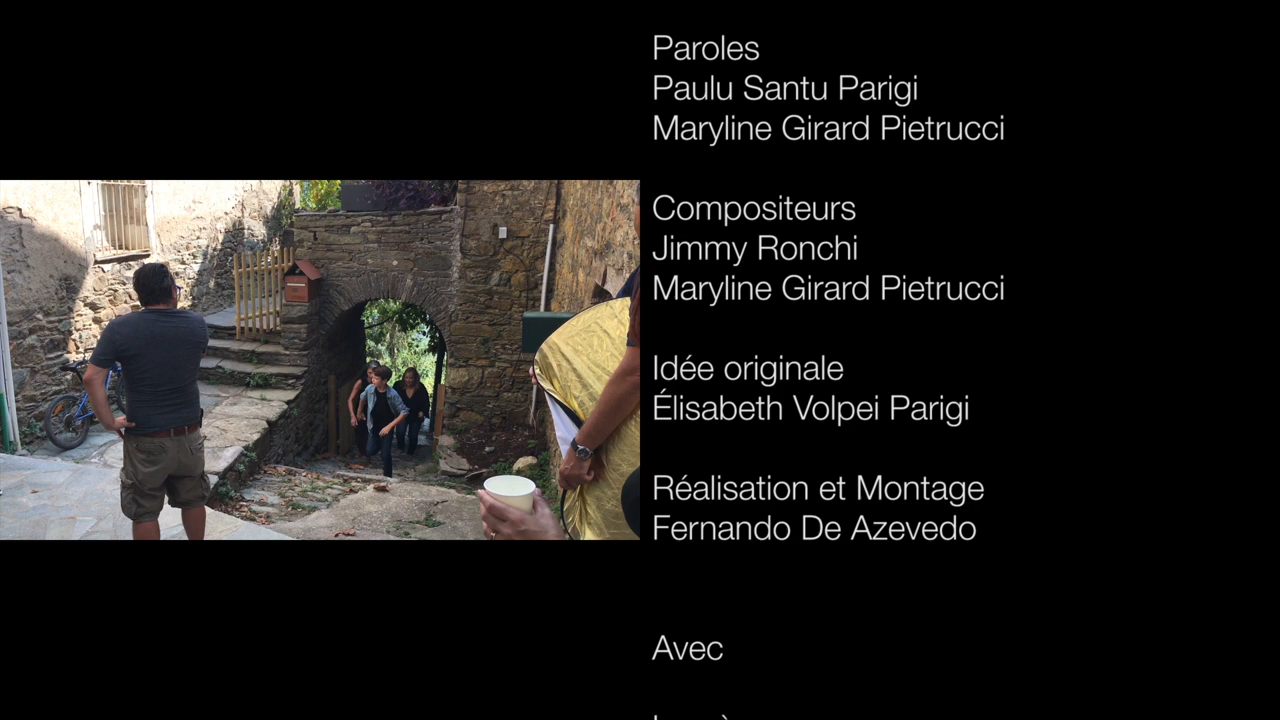 Paroles
Paulu Santu Parigi
Maryline Girard Pietrucci
Compositeurs
Jimmy Ronchi
Maryline Girard Pietrucci
Idée originale
Élisabeth Volpei Parigi
Réalisation et Montage
Fernando De Azevedo
Avec